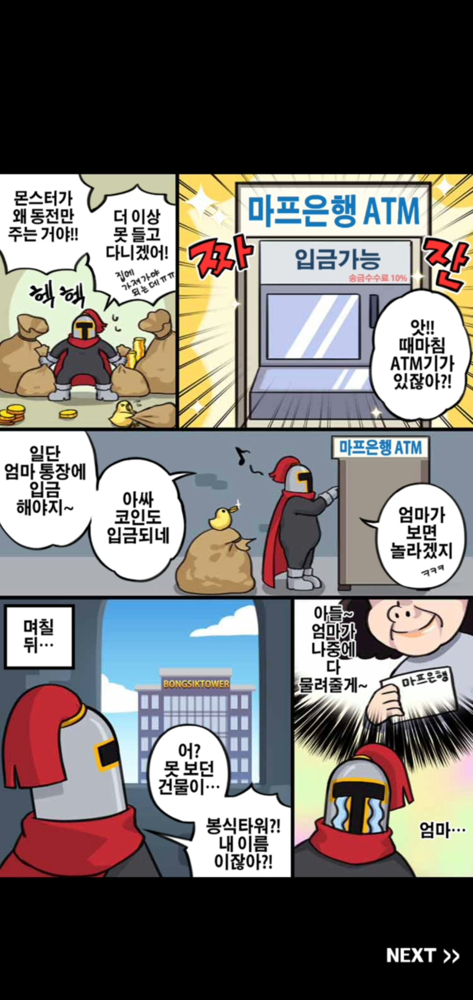 몬스터가
왜 동전만
주는 거야!!
더 이상
못 들고
다니겠어!
집에
가져가야
되는데 ㅠㅠ
헥 헥
마프은행 ATM
짜 잔
입금가능
송금수수료 10%
앗!!
때마침
ATM기가
있잖아?!
일단
엄마 통장에
입금
해야지~
아싸
코인도
입금되네
마프은행 ATM
엄마가
보면
놀라겠지
ㅋㅋㅋ
며칠
뒤…
BONGSIKTOWER
어?
못 보던
건물이…
봉식타워?!
내 이름
이잖아?!
아들~
엄마가
나중에
다
물려줄게~
마프은행
엄마…
NEXT >>